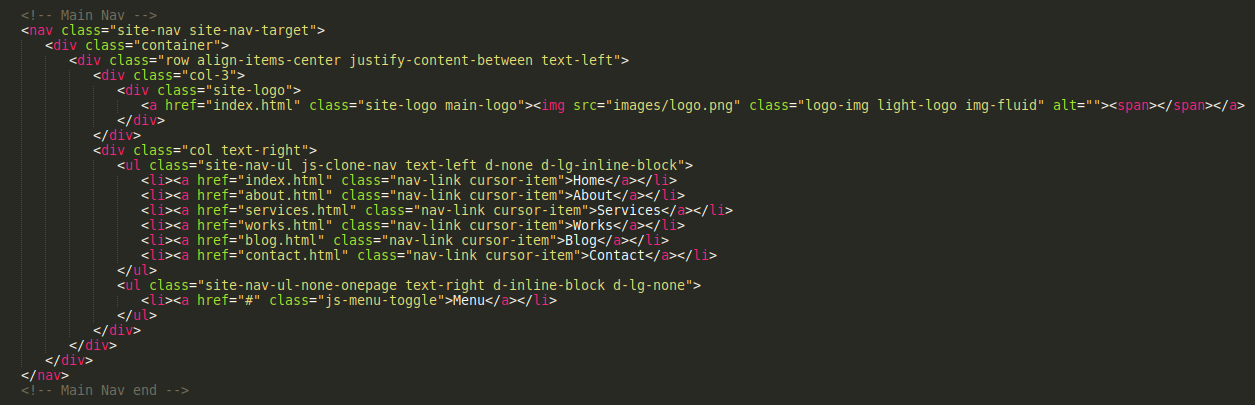 <!-- Main Nav -->
<nav class="site-nav site-nav-target">
<div class="container">
<div class="row align-items-center justify-content-between text-left">
<div class="col-3">
<div class="site-logo">
<a href="index.html" class="site-logo main-logo"><img src="images/logo.png" class="logo-img light-logo img-fluid" alt=""><span></span></a>
</div>
</div>
<div class="col text-right">
<ul class="site-nav-ul js-clone-nav text-left d-none d-lg-inline-block">
<li><a href="index.html" class="nav-link cursor-item">Home</a></li>
<li><a href="about.html" class="nav-link cursor-item">About</a></li>
<li><a href="services.html" class="nav-link cursor-item">Services</a></li>
<li><a href="works.html" class="nav-link cursor-item">Works</a></li>
<li><a href="blog.html" class="nav-link cursor-item">Blog</a></li>
<li><a href="contact.html" class="nav-link cursor-item">Contact</a></li>
</ul>
<ul class="site-nav-ul-none-onepage text-right d-inline-block d-lg-none">
<li><a href="#" class="js-menu-toggle">Menu</a></li>
</ul>
</div>
</div>
</div>
</nav>
<!-- Main Nav end -->